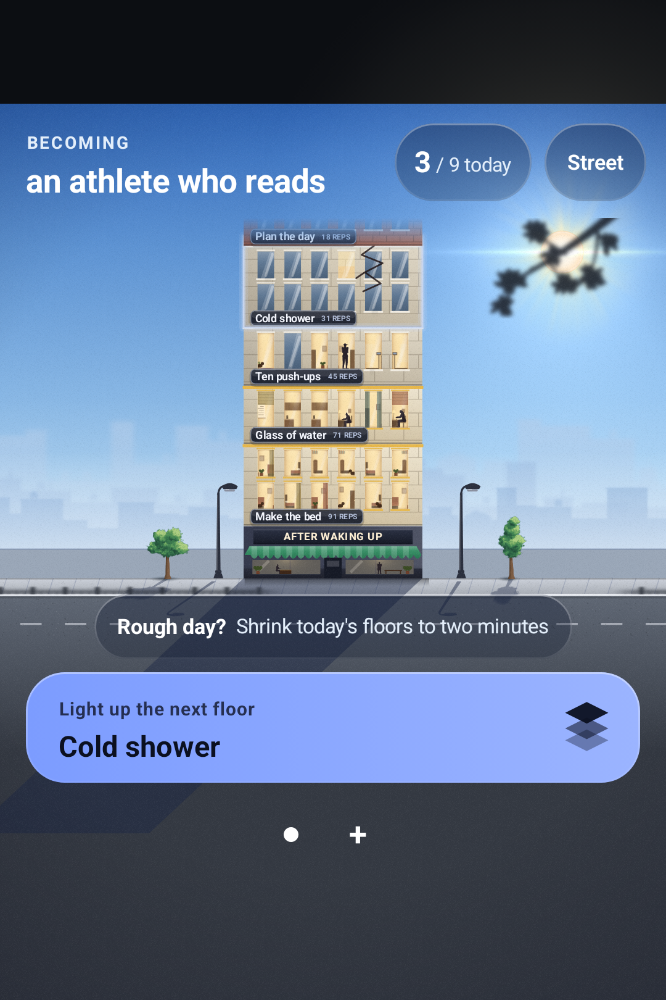 BECOMING
an athlete who reads
3 / 9 today
Street
Plan the day 18 REPS
Cold shower 31 REPS
Ten push-ups 45 REPS
Glass of water 71 REPS
Make the bed 91 REPS
AFTER WAKING UP
Rough day? Shrink today's floors to two minutes
Light up the next floor
Cold shower